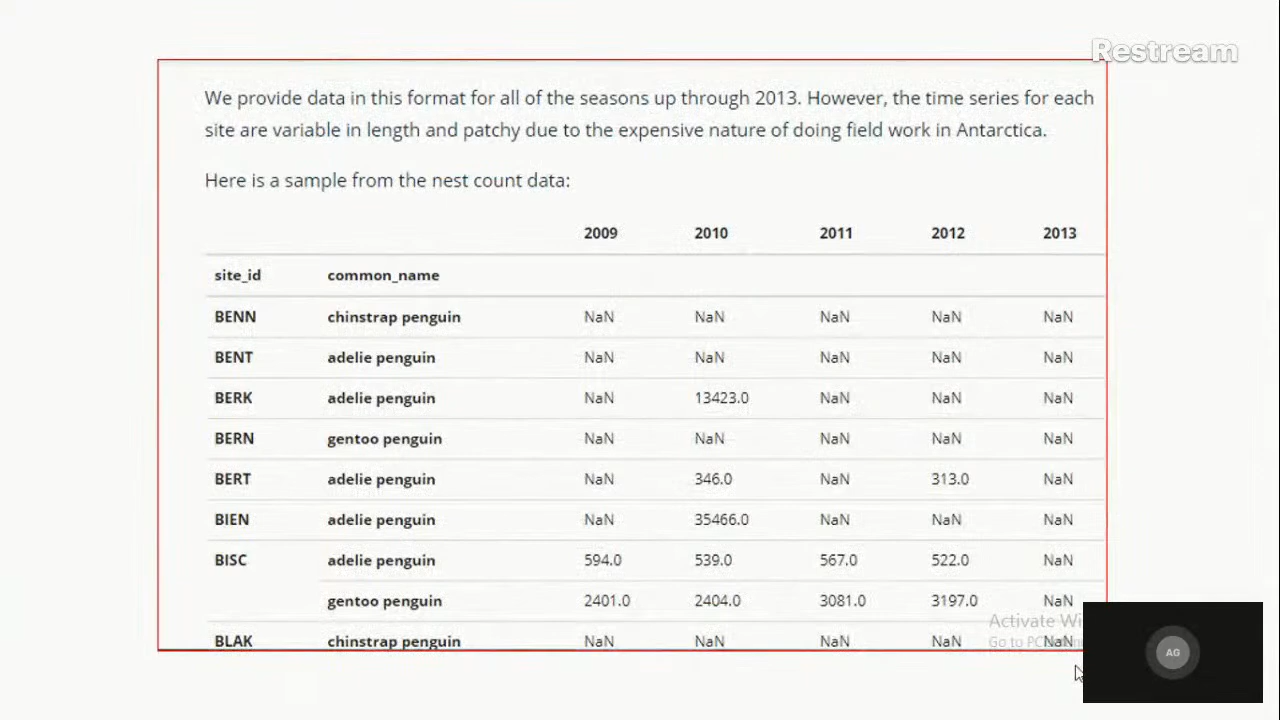 Restream
We provide data in this format for all of the seasons up through 2013. However, the time series for each
site are variable in length and patchy due to the expensive nature of doing field work in Antarctica.
Here is a sample from the nest count data:
2009 2010 2011 2012 2013
site_id common_name
BENN chinstrap penguin NaN NaN NaN NaN NaN
BENT adelie penguin NaN NaN NaN NaN NaN
BERK adelie penguin NaN 13423.0 NaN NaN NaN
BERN gentoo penguin NaN NaN NaN NaN NaN
BERT adelie penguin NaN 346.0 NaN 313.0 NaN
BIEN adelie penguin NaN 35466.0 NaN NaN NaN
BISC adelie penguin 594.0 539.0 567.0 522.0 NaN
gentoo penguin 2401.0 2404.0 3081.0 3197.0 NaN
Activate Wi
BLAK chinstrap penguin NaN NaN NaN NaN NaN
Go to PC
AG